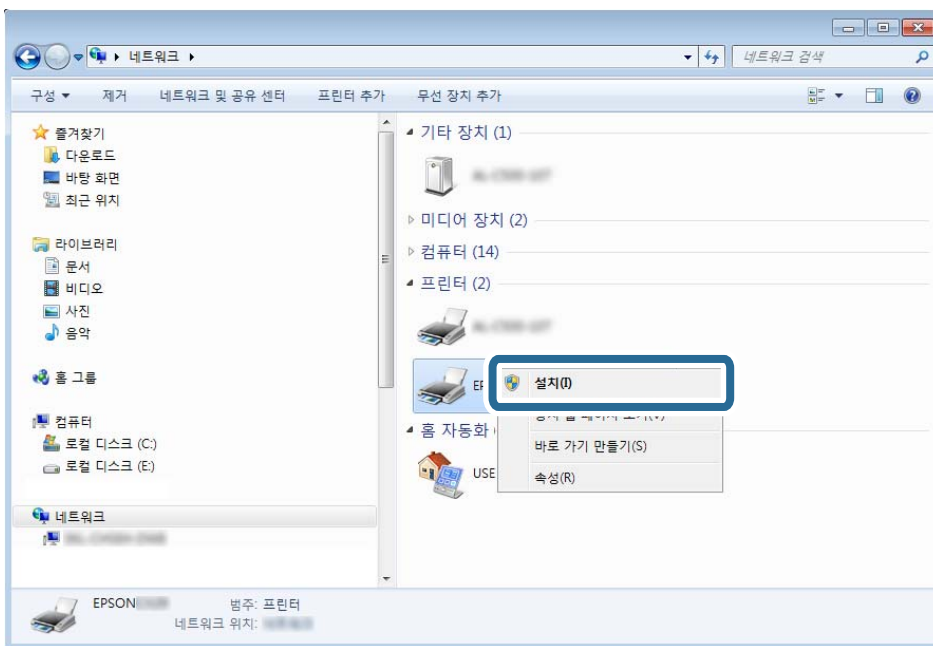 네트워크
네트워크 검색
구성 제거 네트워크 및 공유 센터 프린터 추가 무선 장치 추가
즐겨찾기
다운로드
바탕 화면
최근 위치
라이브러리
문서
비디오
사진
음악
홈 그룹
컴퓨터
로컬 디스크 (C:)
로컬 디스크 (E:)
네트워크
기타 장치 (1)
미디어 장치 (2)
컴퓨터 (14)
프린터 (2)
설치(I)
홈 자동화
바로 가기 만들기(S)
USE
속성(R)
EPSON 범주: 프린터
네트워크 위치: